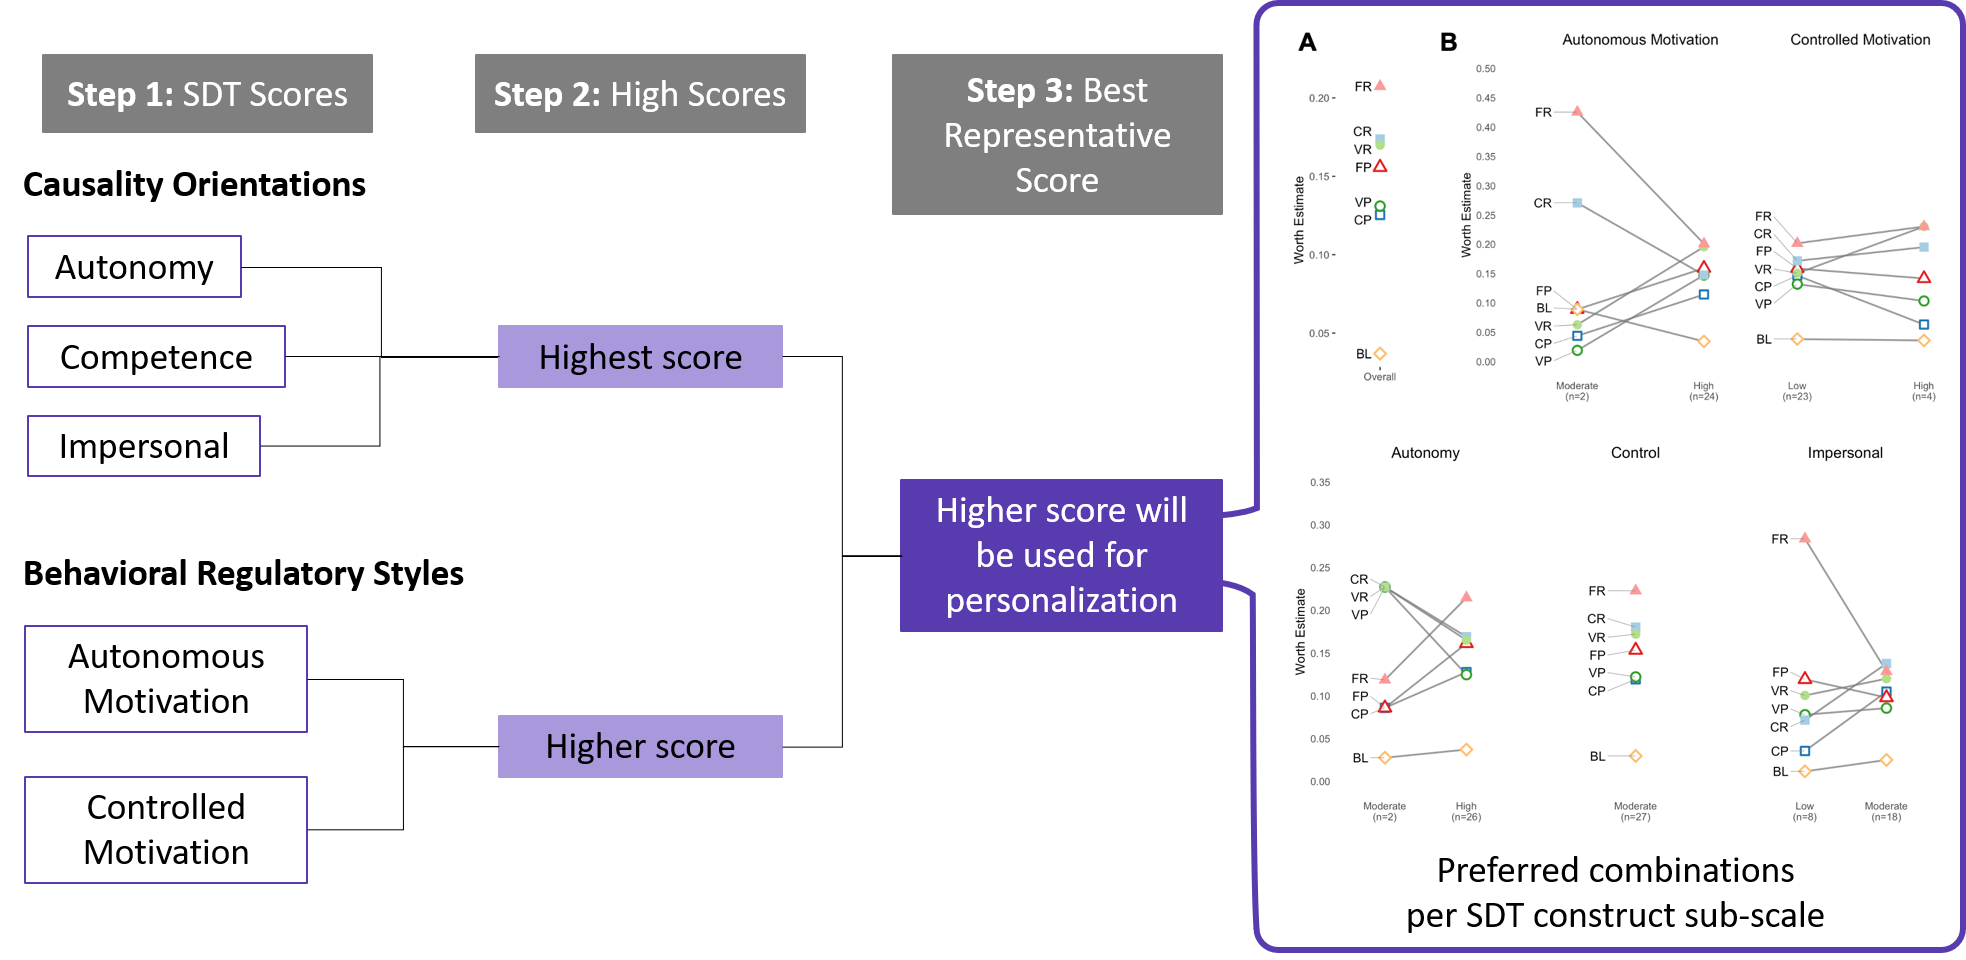 Step 1: SDT Scores
Step 2: High Scores
Step 3: Best
Representative
Score
Causality Orientations
Autonomy
Competence
Impersonal
Highest score
Behavioral Regulatory Styles
Autonomous
Motivation
Controlled
Motivation
Higher score
Higher score will
be used for
personalization
A
Worth Estimate
0.20
0.15
0.10
0.05
FR
CR
VR
FP
VP
CP
BL
Overall
B
Autonomous Motivation
Worth Estimate
0.50
0.45
0.40
0.35
0.30
0.25
0.20
0.15
0.10
0.05
0.00
FR
CR
FP
BL
VR
CP
VP
Moderate
(n=2)
High
(n=24)
Controlled Motivation
FR
CR
FP
VR
CP
VP
BL
Low
(n=23)
High
(n=4)
Autonomy
Worth Estimate
0.35
0.30
0.25
0.20
0.15
0.10
0.05
0.00
CR
VR
VP
FR
FP
CP
BL
Moderate
(n=2)
High
(n=26)
Control
FR
CR
VR
FP
VP
CP
BL
Moderate
(n=27)
Impersonal
FR
FP
VR
VP
CR
CP
BL
Low
(n=8)
Moderate
(n=18)
Preferred combinations
per SDT construct sub-scale